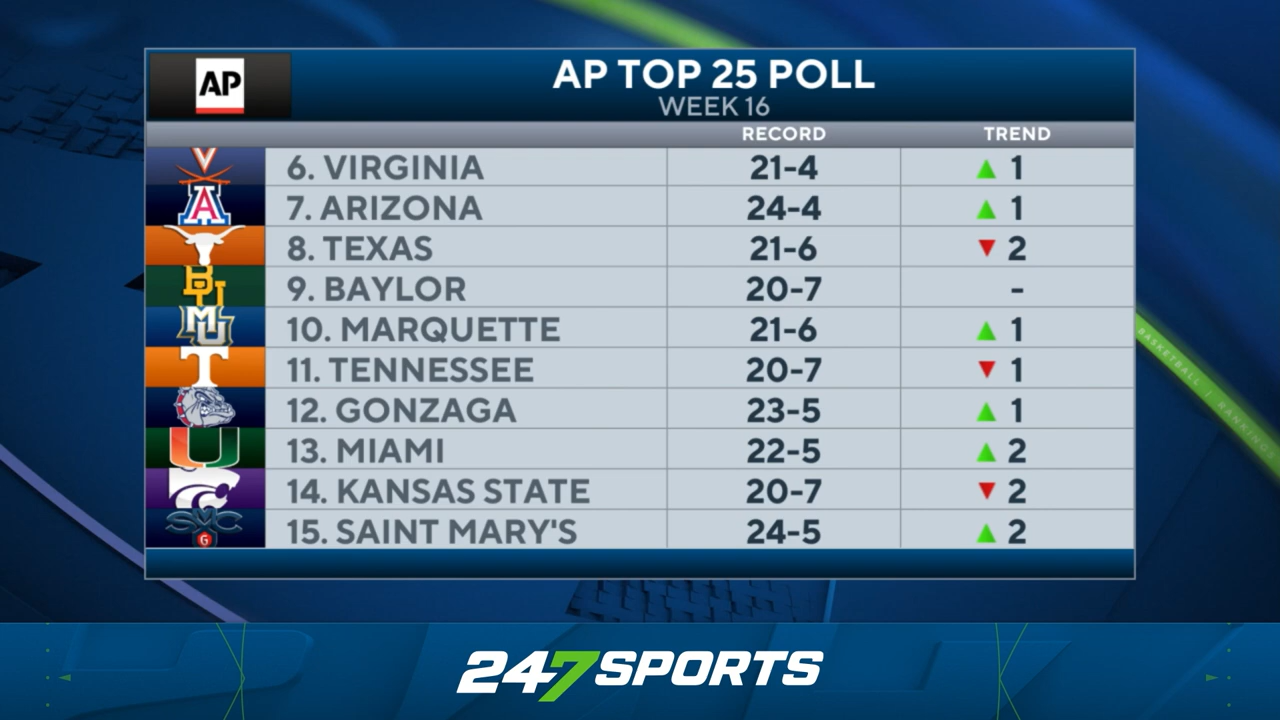 AP
AP TOP 25 POLL
WEEK 16
RECORD TREND
6. VIRGINIA 21-4 ▲ 1
7. ARIZONA 24-4 ▲ 1
8. TEXAS 21-6 ▼ 2
9. BAYLOR 20-7 -
10. MARQUETTE 21-6 ▲ 1
11. TENNESSEE 20-7 ▼ 1
12. GONZAGA 23-5 ▲ 1
13. MIAMI 22-5 ▲ 2
14. KANSAS STATE 20-7 ▼ 2
15. SAINT MARY'S 24-5 ▲ 2
BASKETBALL | RANKINGS
247SPORTS